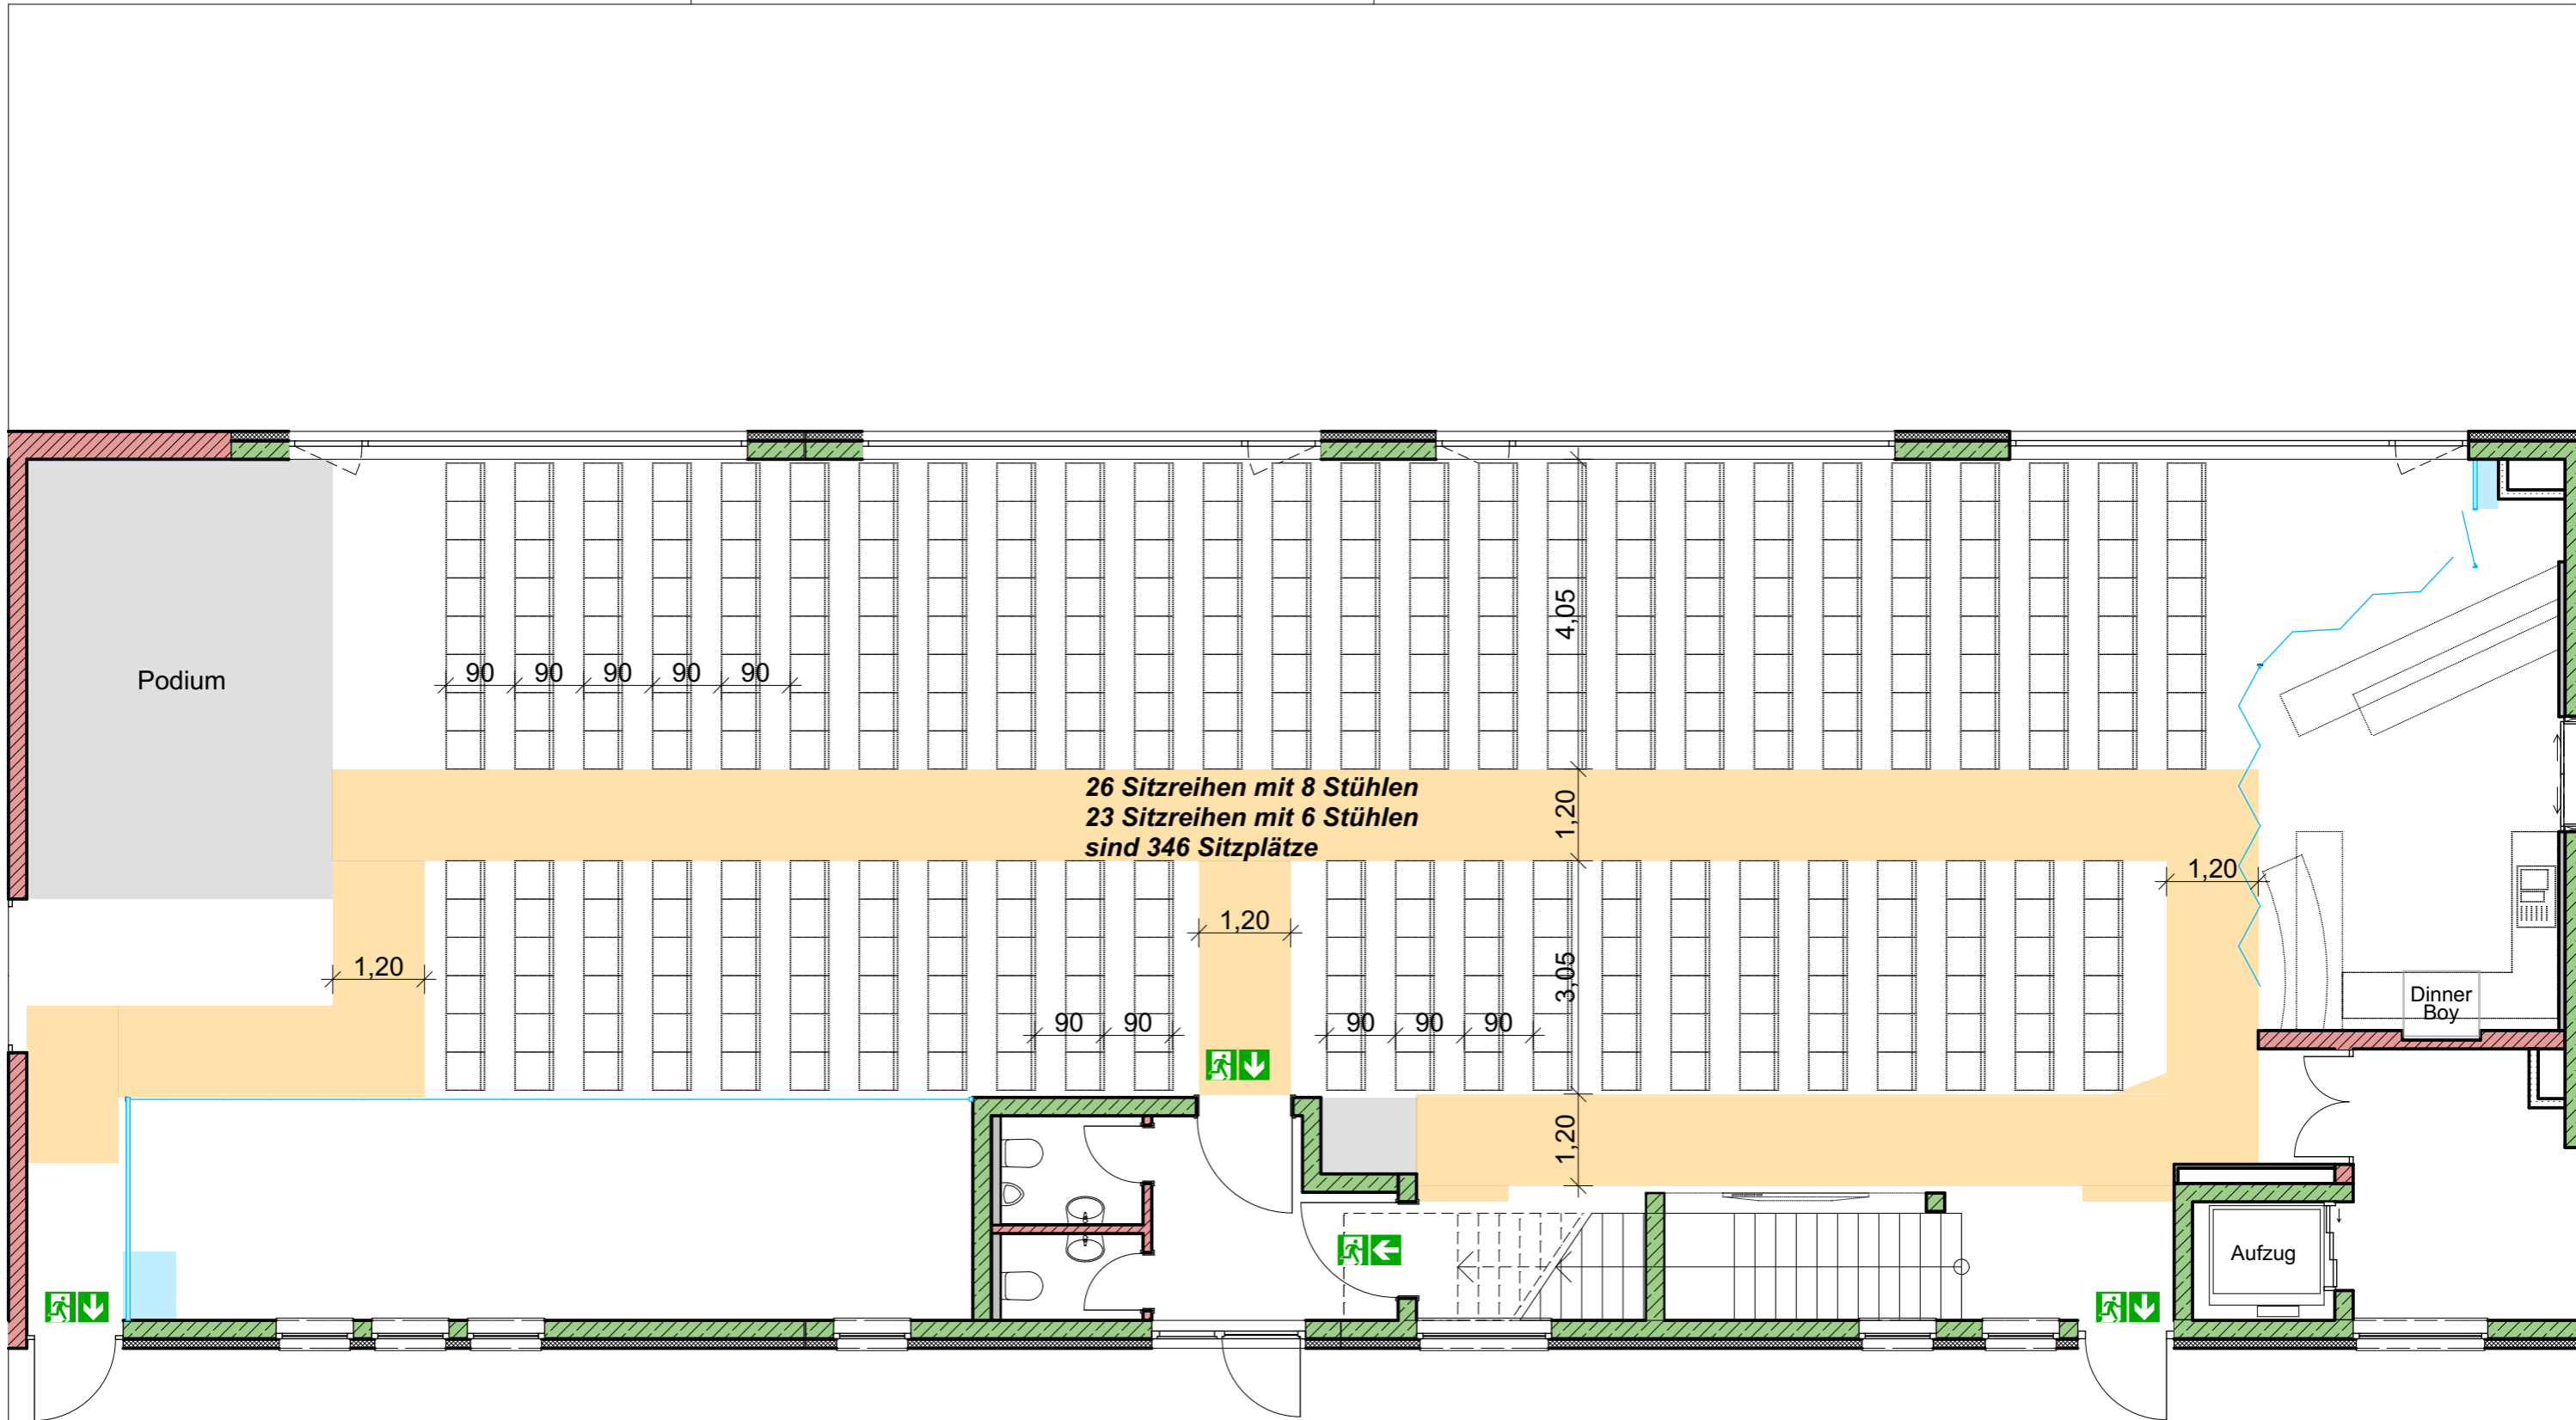 4,05
Podium
90 90 90 90 90
26 Sitzreihen mit 8 Stühlen
23 Sitzreihen mit 6 Stühlen
sind 346 Sitzplätze
1,20
1,20
1,20
1,20
3,05
90 90
90 90 90
Dinner
Boy
1,20
Aufzug